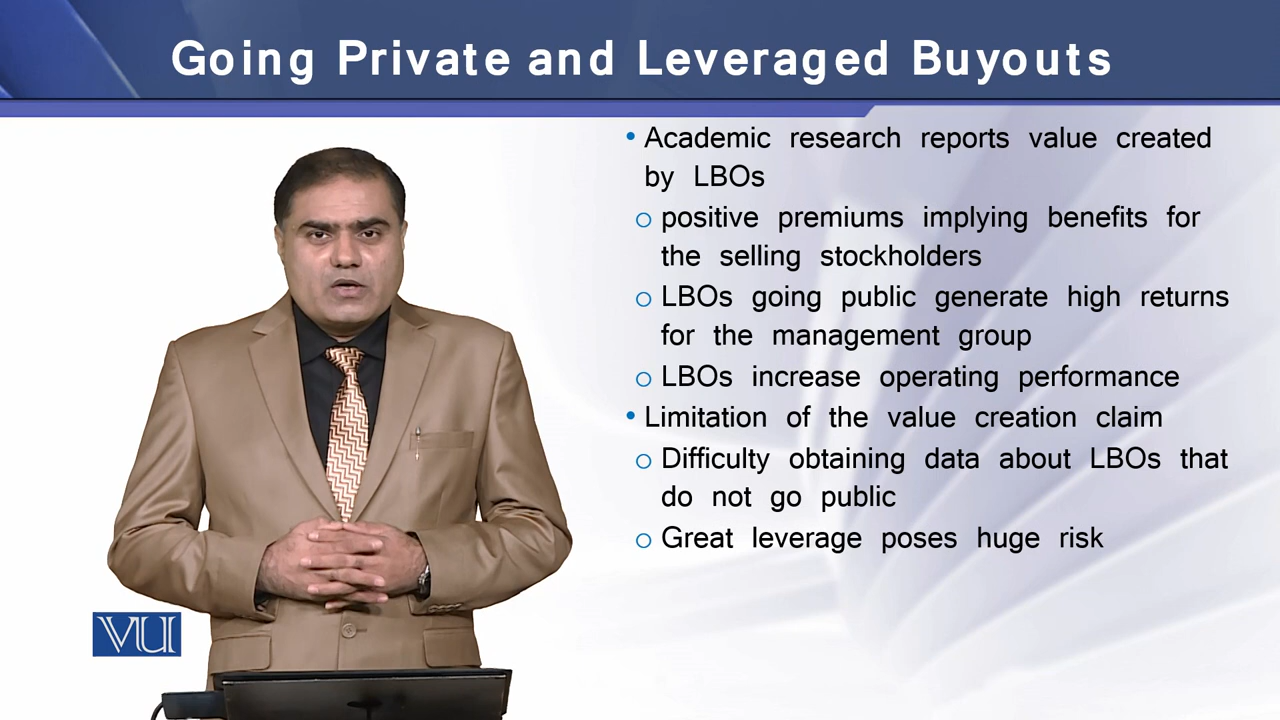 Going Private and Leveraged Buyouts
• Academic research reports value created
by LBOs
o positive premiums implying benefits for
the selling stockholders
o LBOs going public generate high returns
for the management group
o LBOs increase operating performance
• Limitation of the value creation claim
o Difficulty obtaining data about LBOs that
do not go public
o Great leverage poses huge risk
VU